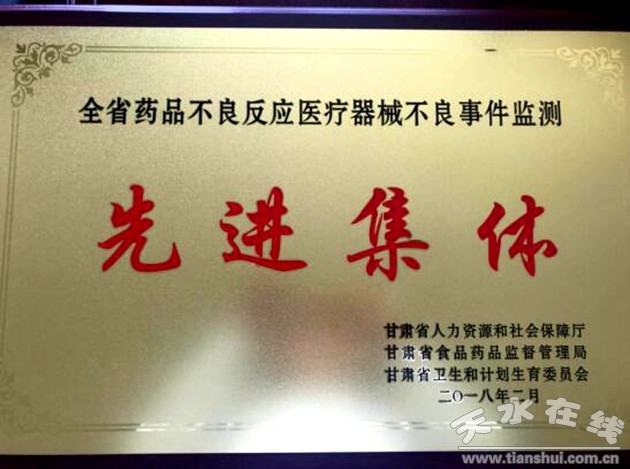 全省药品不良反应医疗器械不良事件监测
先进集体
甘肃省人力资源和社会保障厅
甘肃省食品药品监督管理局
甘肃省卫生和计划生育委员会
二〇一八年二月
天水在线
www.tianshui.com.cn